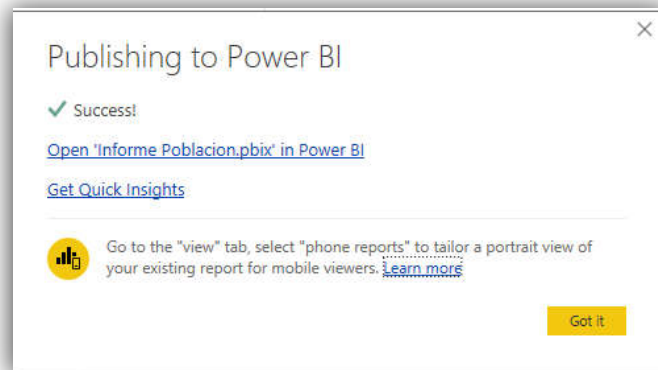 Publishing to Power BI
Success!
Open 'Informe Poblacion.pbix' in Power BI
Get Quick Insights
Go to the "view" tab, select "phone reports" to tailor a portrait view of
your existing report for mobile viewers. Learn more
Got it